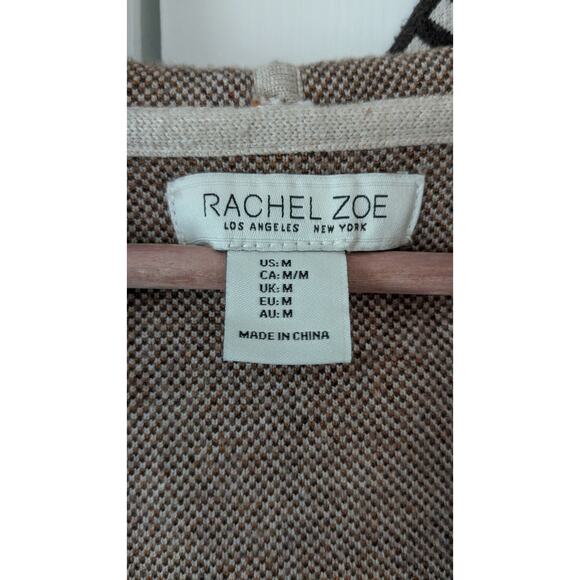 RACHEL ZOE
LOS ANGELES NEW YORK
US: M
CA: M/M
UK: M
EU: M
AU: M
MADE IN CHINA